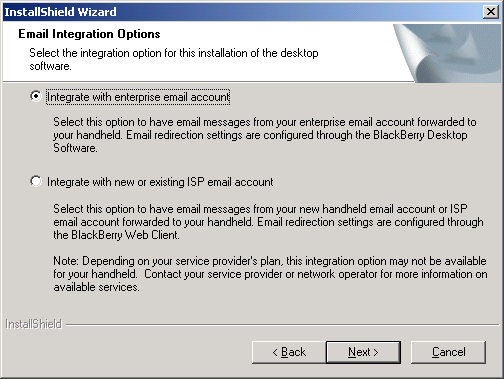 InstallShield Wizard
Email Integration Options
Select the integration option for this installation of the desktop
software.
Integrate with enterprise email account
Select this option to have email messages from your enterprise email account forwarded to
your handheld. Email redirection settings are configured through the BlackBerry Desktop
Software.
Integrate with new or existing ISP email account
Select this option to have email messages from your new handheld email account or ISP
email account forwarded to your handheld. Email redirection settings are configured through
the BlackBerry Web Client.
Note: Depending on your service provider's plan, this integration option may not be available
for your handheld. Contact your service provider or network operator for more information on
available services.
InstallShield
< Back
Next >
Cancel